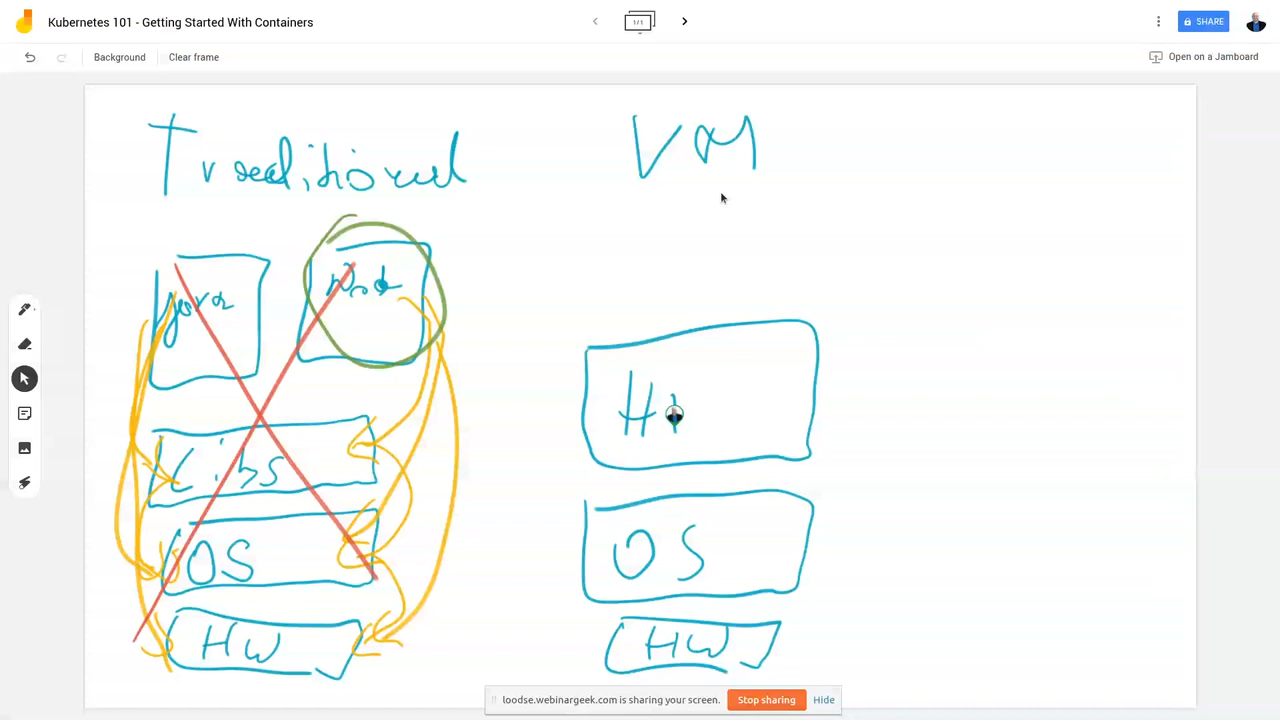 Kubernetes 101 - Getting Started With Containers
1/1
SHARE
Background
Clear frame
Open on a Jamboard
Traditional
VM
Java
Libs
OS
HW
OS
HW
loodse.webinargeek.com is sharing your screen.
Stop sharing
Hide